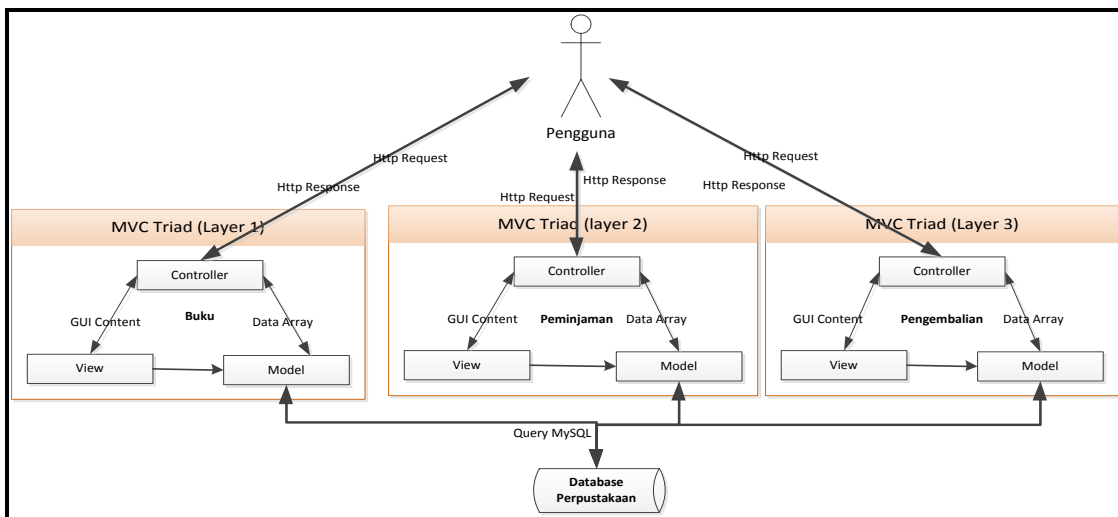 Pengguna
Http Request
Http Response
Http Response
Http Request
Http Request
Http Response
MVC Triad (Layer 1)
Controller
GUI Content
Buku
Data Array
View
Model
MVC Triad (layer 2)
Controller
GUI Content
Peminjaman
Data Array
View
Model
MVC Triad (Layer 3)
Controller
GUI Content
Pengembalian
Data Array
View
Model
Query MySQL
Database
Perpustakaan